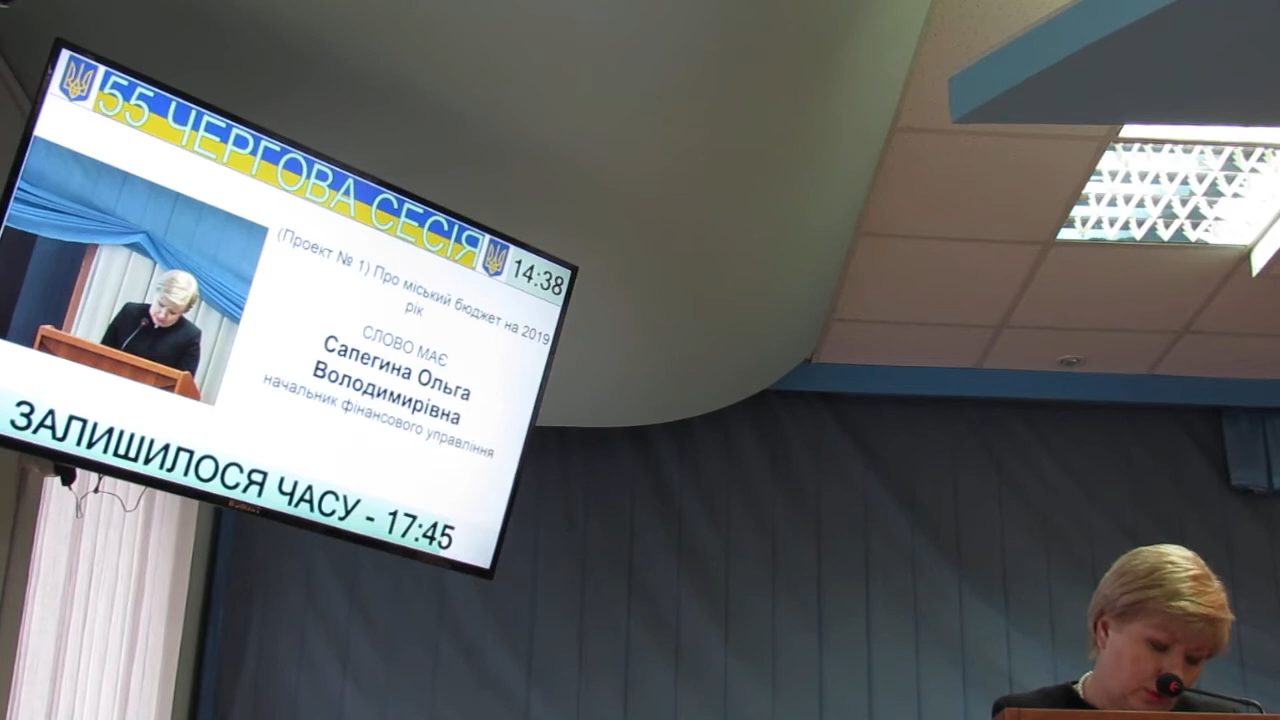 55 ЧЕРГОВА СЕСІЯ
14:38
(Проект № 1) Про міський бюджет на 2019
рік
СЛОВО МАЄ
Сапегина Ольга
Володимирівна
начальник фінансового управління
ЗАЛИШИЛОСЯ ЧАСУ - 17:45